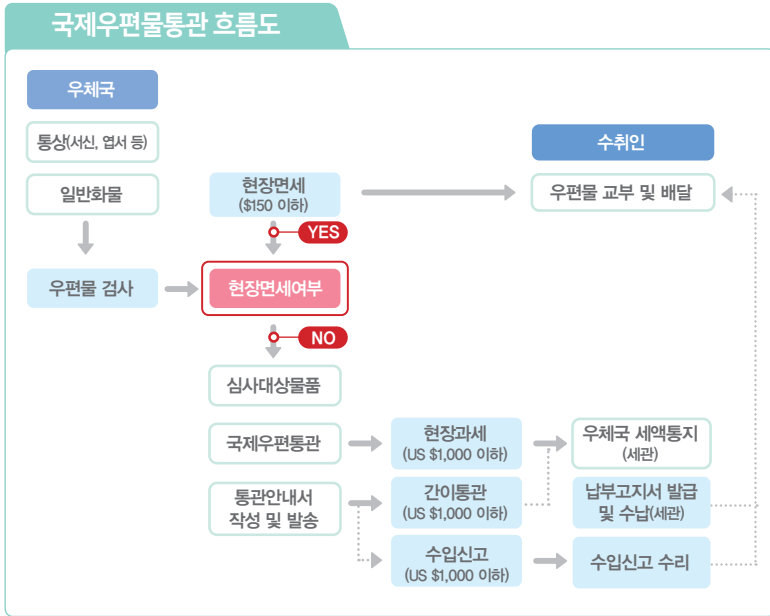 국제우편물통관 흐름도
우체국
통상(서신, 엽서 등)
일반화물
우편물 검사
현장면세
($150 이하)
YES
현장면세여부
NO
심사대상물품
국제우편통관
통관안내서
작성 및 발송
현장과세
(US $1,000 이하)
간이통관
(US $1,000 이하)
수입신고
(US $1,000 이하)
수취인
우편물 교부 및 배달
우체국 세액통지
(세관)
납부고지서 발급
및 수납(세관)
수입신고 수리